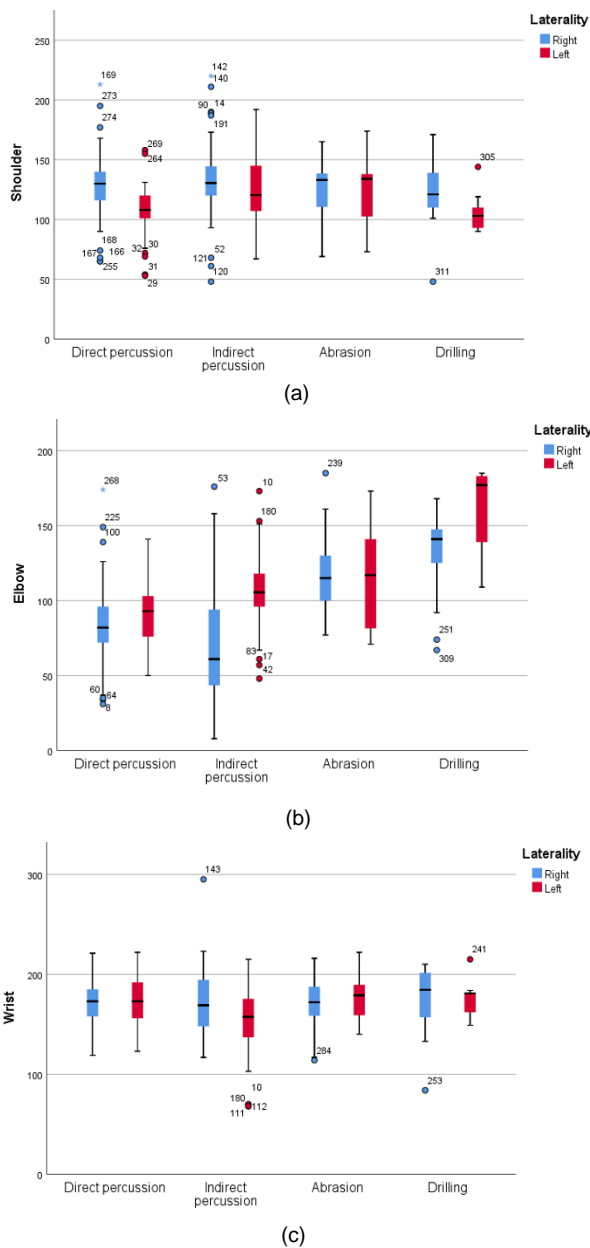 Laterality
Right
Left
250
200
150
100
50
0
Shoulder
169
273
274
168
167
166
255
269
264
32
30
31
29
142
140
90
14
191
52
121
120
311
305
Direct percussion
Indirect
percussion
Abrasion
Drilling
(a)
Laterality
Right
Left
200
150
100
50
0
Elbow
268
225
100
60
64
8
53
10
180
83
17
42
239
251
309
Direct percussion
Indirect
percussion
Abrasion
Drilling
(b)
Laterality
Right
Left
300
200
100
0
Wrist
143
10
180
112
111
284
253
241
Direct percussion
Indirect
percussion
Abrasion
Drilling
(c)